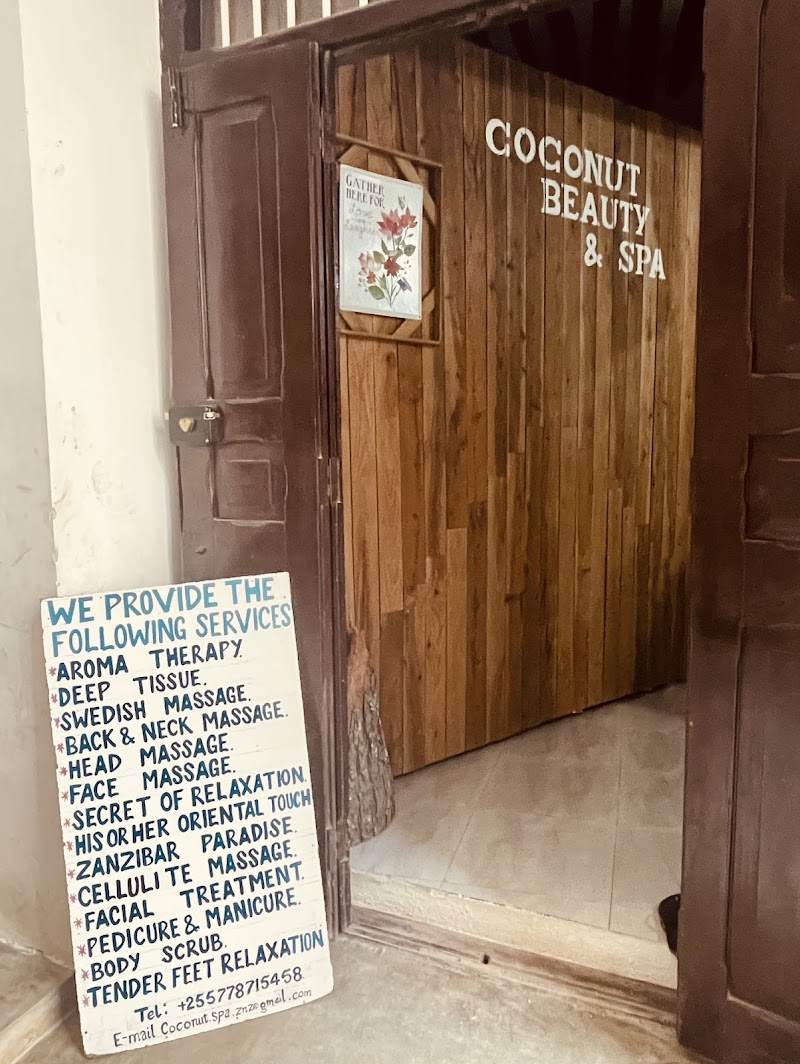 COCONUT
BEAUTY
& SPA
GATHER
HERE FOR
Love
Laughter
WE PROVIDE THE
FOLLOWING SERVICES
*AROMA THERAPY.
*DEEP TISSUE.
*SWEDISH MASSAGE.
*BACK & NECK MASSAGE.
*HEAD MASSAGE.
*FACE MASSAGE.
*SECRET OF RELAXATION.
*HIS OR HER ORIENTAL TOUCH
*ZANZIBAR PARADISE.
*CELLULITE MASSAGE.
*FACIAL TREATMENT.
*PEDICURE & MANICURE.
*BODY SCRUB.
*TENDER FEET RELAXATION
Tel: +255778715458.
E-mail Coconut.spa.znz@gmail.com